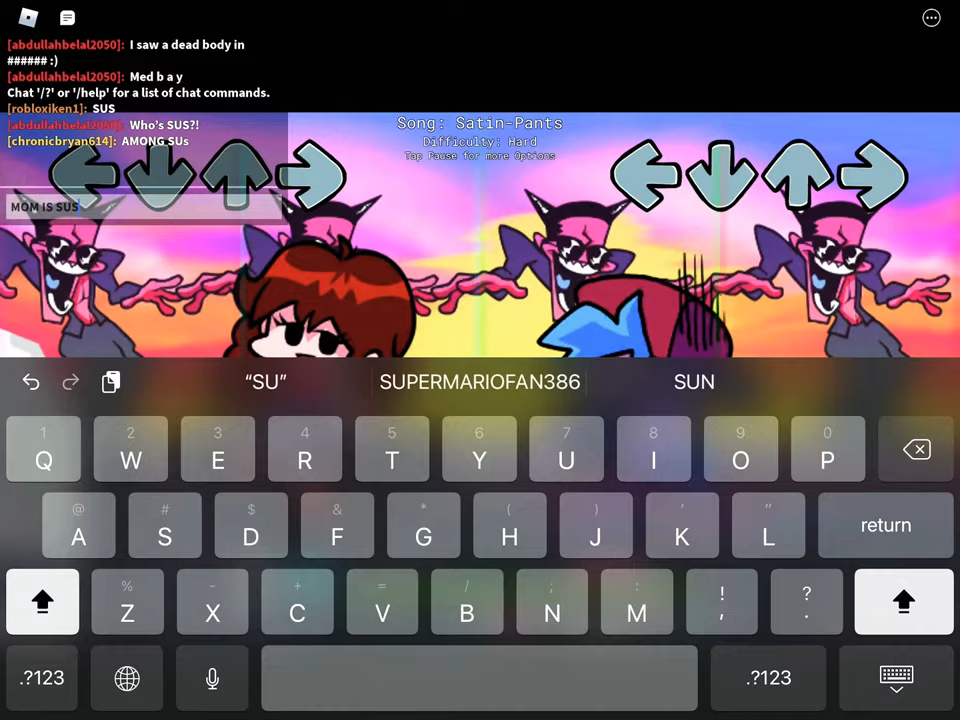 [abdullahbelal2050]: I saw a dead body in
###### :)
[abdullahbelal2050]: Med b a y
Chat '/?' or '/help' for a list of chat commands.
[robloxiken1]: SUS
[abdullahbelal2050]: Who's SUS?!
[chronicbryan614]: AMONG SUs
MOM IS SUS
Song: Satin-Pants
Difficulty: Hard
Tap Pause for more Options
“SU” SUPERMARIOFAN386 SUN
1 2 3 4 5 6 7 8 9 0
Q W E R T Y U I O P
@ # $ & * ( ) ' "
A S D F G H J K L return
% - + = / ; : ! ?
Z X C V B N M , .
.?123 .?123